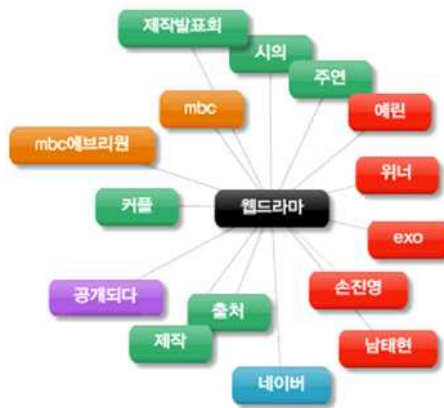 제작발표회
시의
주연
mbc
예린
mbc에브리원
위너
커플
웹드라마
exo
공개되다
손진영
출처
제작
남태현
네이버